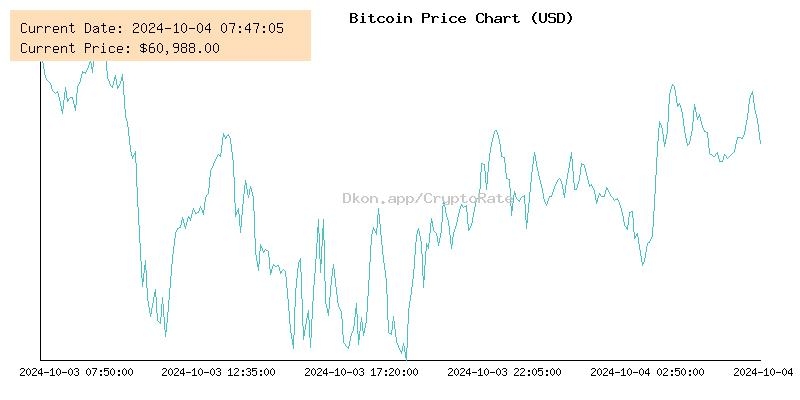 Bitcoin Price Chart (USD)
Current Date: 2024-10-04 07:47:05
Current Price: $60,988.00
Dkon.app/CryptoRate
2024-10-03 07:50:00 2024-10-03 12:35:00 2024-10-03 17:20:00 2024-10-03 22:05:00 2024-10-04 02:50:00 2024-10-04